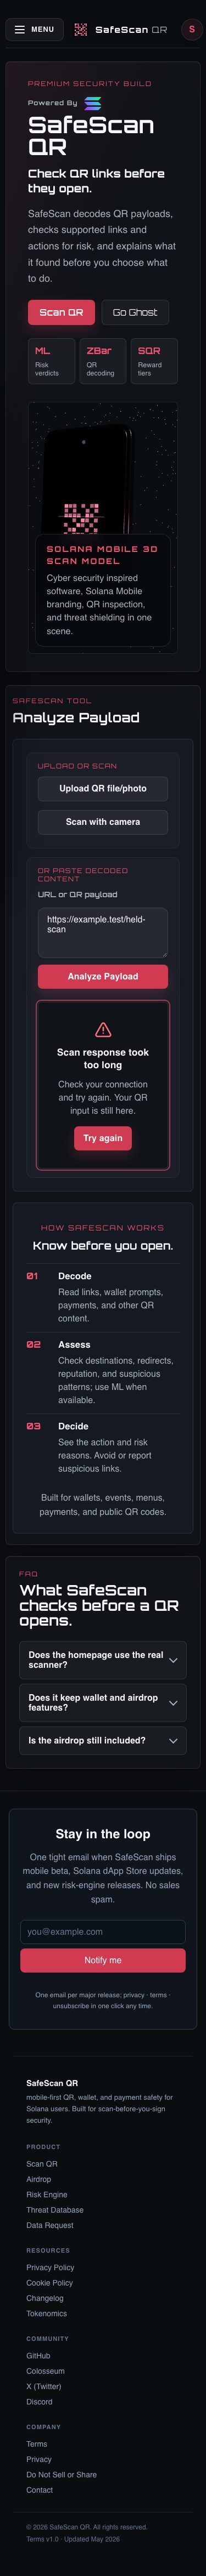 MENU
SafeScan QR
S
PREMIUM SECURITY BUILD
Powered By
SafeScan
QR
Check QR links before
they open.
SafeScan decodes QR payloads,
checks supported links and
actions for risk, and explains what
it found before you choose what
to do.
Scan QR
Go Ghost
ML
Risk
verdicts
ZBar
QR
decoding
SQR
Reward
tiers
SOLANA MOBILE 3D
SCAN MODEL
Cyber security inspired
software, Solana Mobile
branding, QR inspection,
and threat shielding in one
scene.
SAFESCAN TOOL
Analyze Payload
UPLOAD OR SCAN
Upload QR file/photo
Scan with camera
OR PASTE DECODED
CONTENT
URL or QR payload
https://example.test/held-
scan
Analyze Payload
Scan response took
too long
Check your connection
and try again. Your QR
input is still here.
Try again
HOW SAFESCAN WORKS
Know before you open.
01
Decode
Read links, wallet prompts,
payments, and other QR
content.
02
Assess
Check destinations, redirects,
reputation, and suspicious
patterns; use ML when
available.
03
Decide
See the action and risk
reasons. Avoid or report
suspicious links.
Built for wallets, events, menus,
payments, and public QR codes.
FAQ
What SafeScan
checks before a QR
opens.
Does the homepage use the real
scanner?
Does it keep wallet and airdrop
features?
Is the airdrop still included?
Stay in the loop
One tight email when SafeScan ships
mobile beta, Solana dApp Store updates,
and new risk-engine releases. No sales
spam.
you@example.com
Notify me
One email per major release; privacy · terms ·
unsubscribe in one click any time.
SafeScan QR
mobile-first QR, wallet, and payment safety for
Solana users. Built for scan-before-you-sign
security.
PRODUCT
Scan QR
Airdrop
Risk Engine
Threat Database
Data Request
RESOURCES
Privacy Policy
Cookie Policy
Changelog
Tokenomics
COMMUNITY
GitHub
Colosseum
X (Twitter)
Discord
COMPANY
Terms
Privacy
Do Not Sell or Share
Contact
© 2026 SafeScan QR. All rights reserved.
Terms v1.0 · Updated May 2026